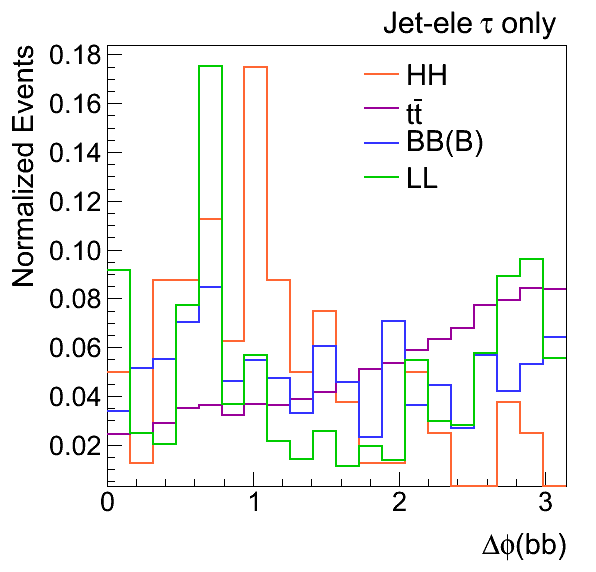 Jet-ele τ only
Normalized Events
0.18
0.16
0.14
0.12
0.10
0.08
0.06
0.04
0.02
HH
tt̄
BB(B)
LL
0 1 2 3
Δϕ(bb)